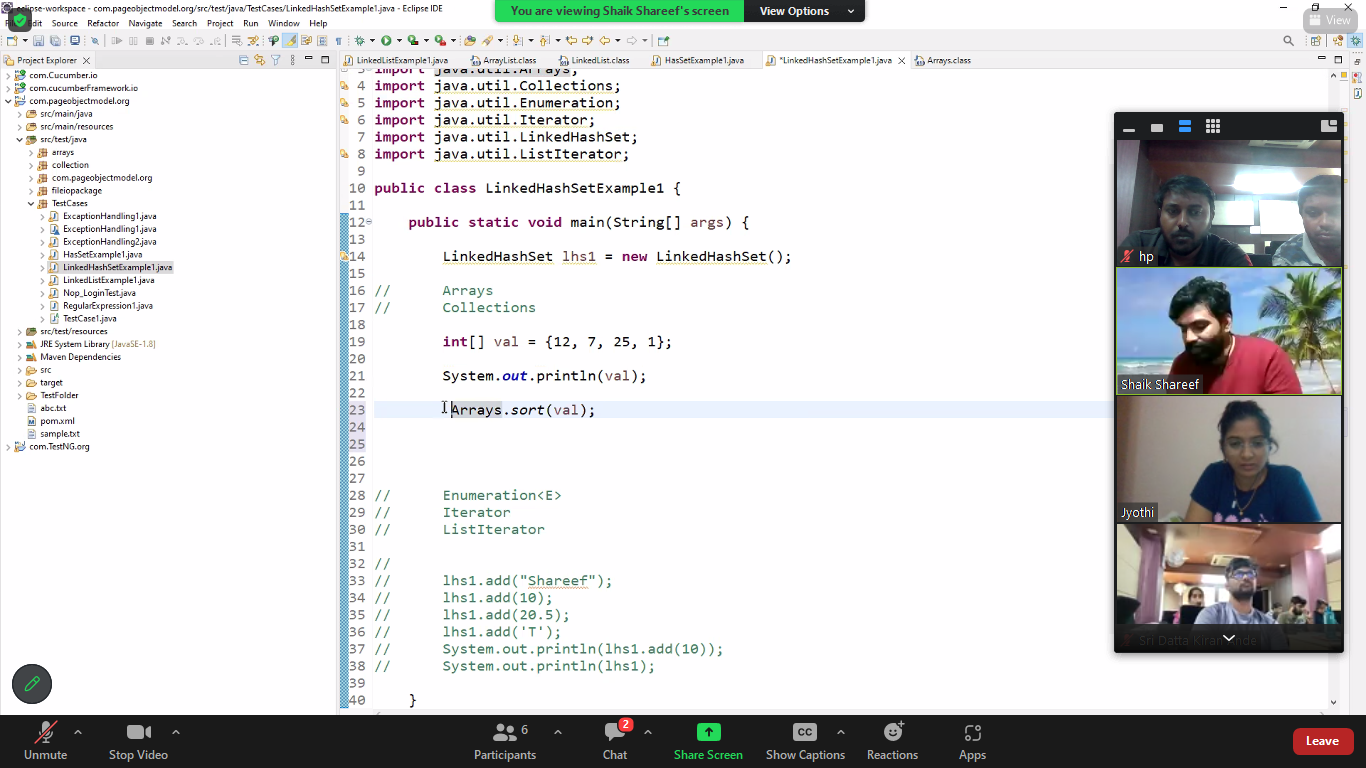 eclipse-workspace - com.pageobjectmodel.org/src/test/java/TestCases/LinkedHashSetExample1.java - Eclipse IDE
You are viewing Shaik Shareef's screen
View Options
View
Edit Source Refactor Navigate Search Project Run Window Help
Project Explorer
LinkedListExample1.java
ArrayList.class
LinkedList.class
HasSetExample1.java
*LinkedHashSetExample1.java
Arrays.class
com.Cucumber.io
com.cucumberFramework.io
com.pageobjectmodel.org
src/main/java
src/main/resources
src/test/java
arrays
collection
com.pageobjectmodel.org
fileiopackage
TestCases
ExceptionHandling1.java
ExceptionHandling1.java
ExceptionHandling2.java
HasSetExample1.java
LinkedHashSetExample1.java
LinkedListExample1.java
Nop_LoginTest.java
RegularExpression1.java
TestCase1.java
src/test/resources
JRE System Library [JavaSE-1.8]
Maven Dependencies
src
target
TestFolder
abc.txt
pom.xml
sample.txt
com.TestNG.org
3 import java.util.Arrays;
4 import java.util.Collections;
5 import java.util.Enumeration;
6 import java.util.Iterator;
7 import java.util.LinkedHashSet;
8 import java.util.ListIterator;
9
10 public class LinkedHashSetExample1 {
11
12 public static void main(String[] args) {
13
14 LinkedHashSet lhs1 = new LinkedHashSet();
15
16 // Arrays
17 // Collections
18
19 int[] val = {12, 7, 25, 1};
20
21 System.out.println(val);
22
23 Arrays.sort(val);
24
25
26
27
28 // Enumeration<E>
29 // Iterator
30 // ListIterator
31
32 //
33 // lhs1.add("Shareef");
34 // lhs1.add(10);
35 // lhs1.add(20.5);
36 // lhs1.add('T');
37 // System.out.println(lhs1.add(10));
38 // System.out.println(lhs1);
39
40 }
hp
Shaik Shareef
Jyothi
Unmute
Stop Video
Participants
6
Chat
2
Share Screen
CC
Show Captions
Reactions
Apps
Leave